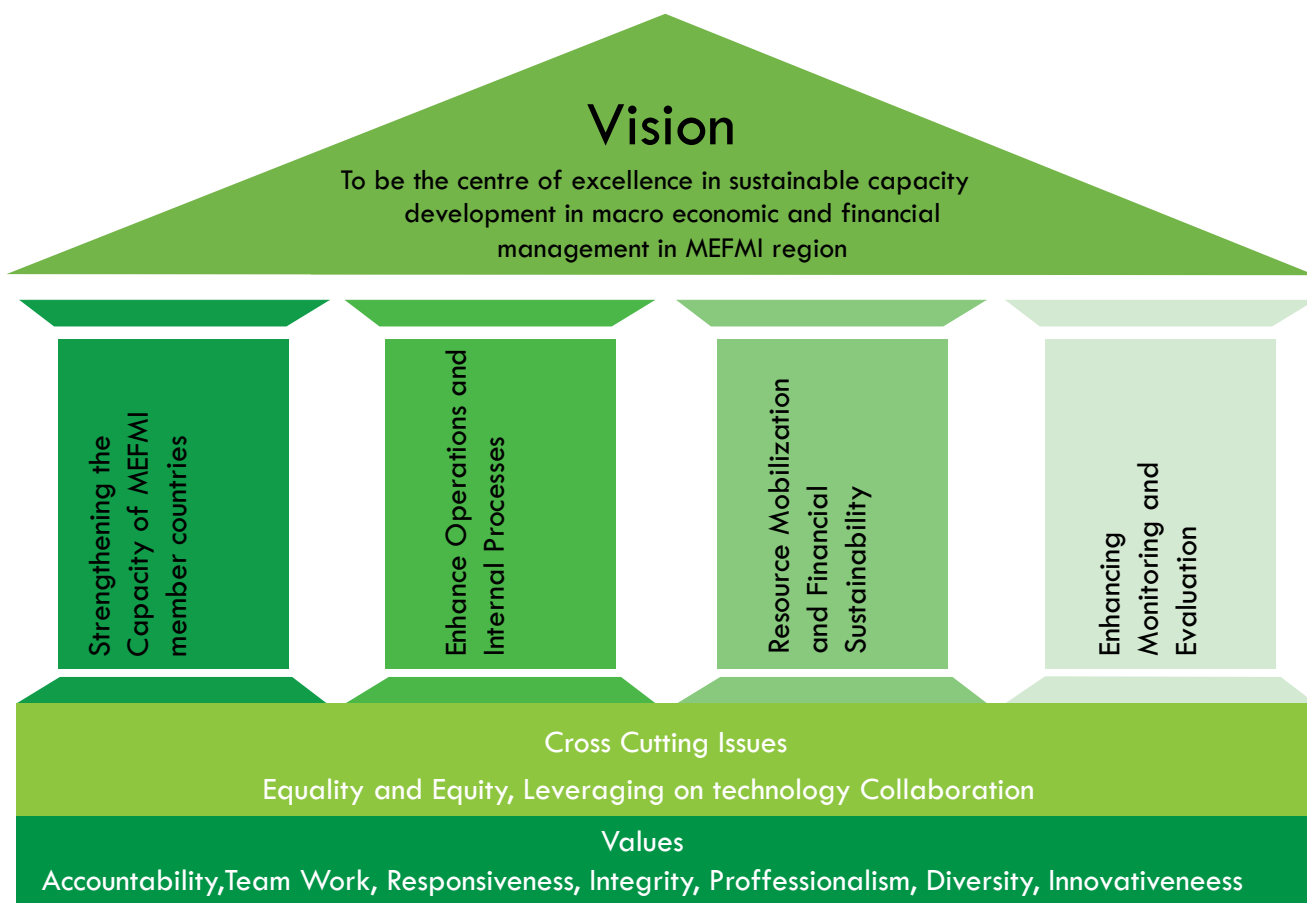 Vision
To be the centre of excellence in sustainable capacity
development in macro economic and financial
management in MEFMI region
Strengthening the
Capacity of MEFMI
member countries
Enhance Operations and
Internal Processes
Resource Mobilization
and Financial
Sustainability
Enhancing
Monitoring and
Evaluation
Cross Cutting Issues
Equality and Equity, Leveraging on technology Collaboration
Values
Accountability,Team Work, Responsiveness, Integrity, Proffessionalism, Diversity, Innovativeneess